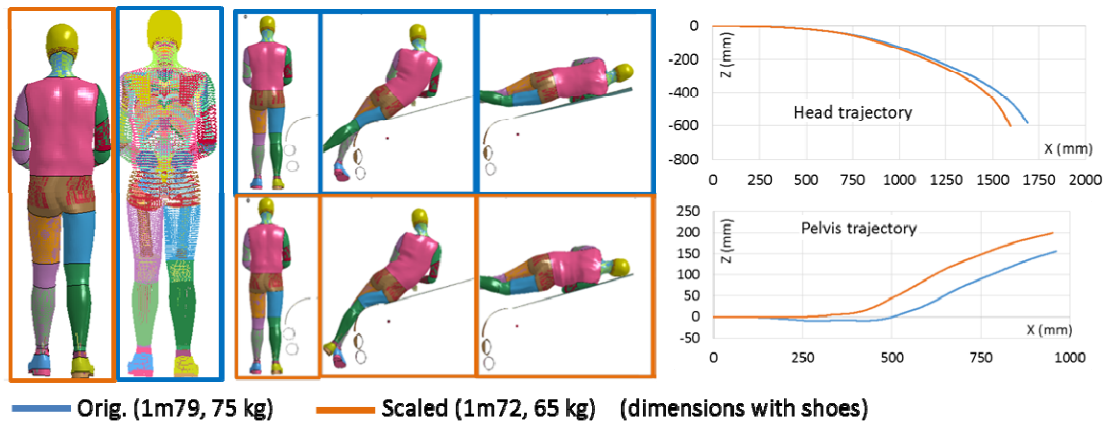 0
-200
-400
-600
-800
Z (mm)
Head trajectory
X (mm)
0 250 500 750 1000 1250 1500 1750 2000
250
200
150
100
50
0
-50
Z (mm)
Pelvis trajectory
X (mm)
0 250 500 750 1000
Orig. (1m79, 75 kg) Scaled (1m72, 65 kg) (dimensions with shoes)